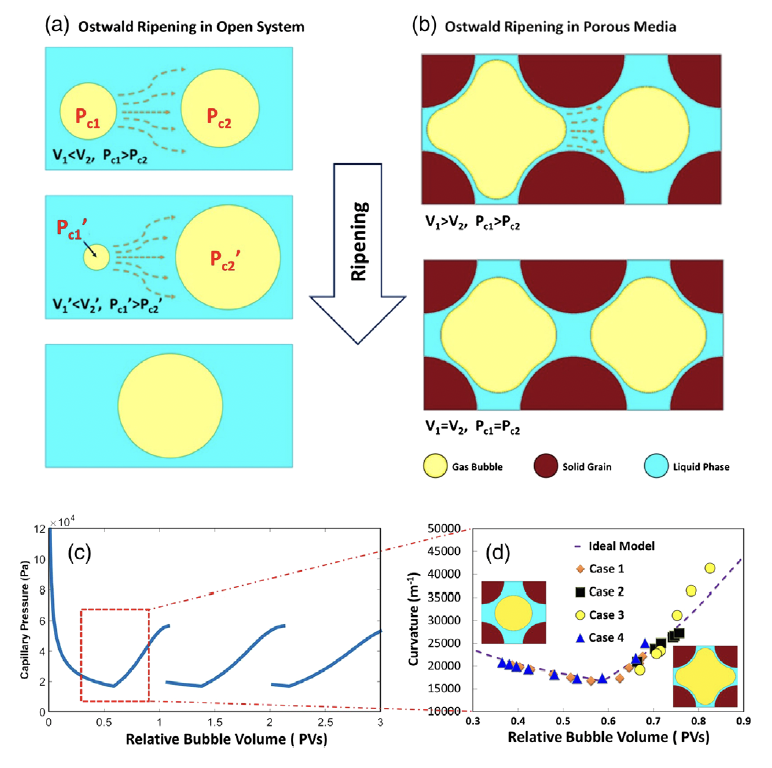 (a) Ostwald Ripening in Open System
Pc1
Pc2
V1<V2, Pc1>Pc2
Pc1’
Pc2’
V1’<V2’, Pc1’>Pc2’
Ripening
(b) Ostwald Ripening in Porous Media
V1>V2, Pc1>Pc2
V1=V2, Pc1=Pc2
Gas Bubble
Solid Grain
Liquid Phase
(c)
×10^4
12
10
8
6
4
2
0
Capillary Pressure (Pa)
0 0.5 1 1.5 2 2.5 3
Relative Bubble Volume ( PVs)
(d)
50000
45000
40000
35000
30000
25000
20000
15000
10000
Curvature (m-1)
Ideal Model
Case 1
Case 2
Case 3
Case 4
0.3 0.4 0.5 0.6 0.7 0.8 0.9
Relative Bubble Volume ( PVs)